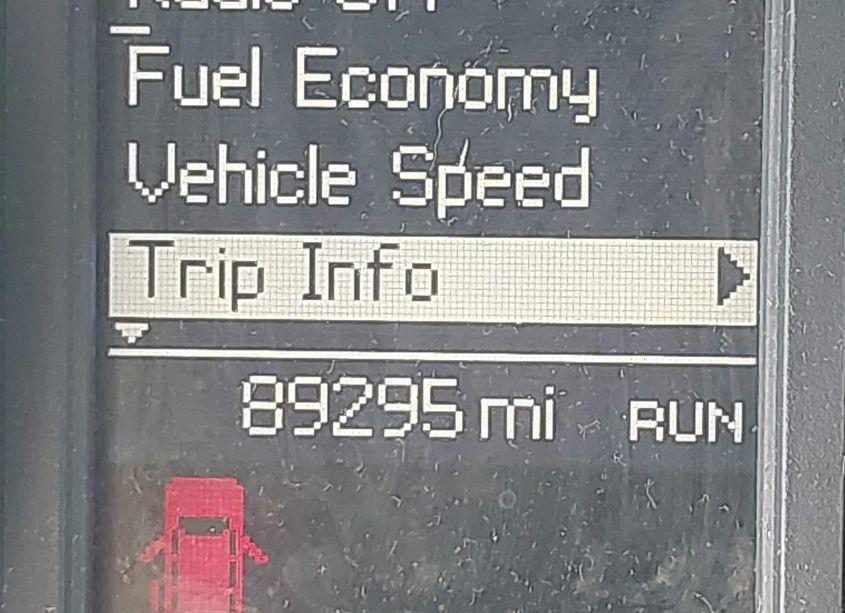 Fuel Economy
Vehicle Speed
Trip Info
89295 mi RUN